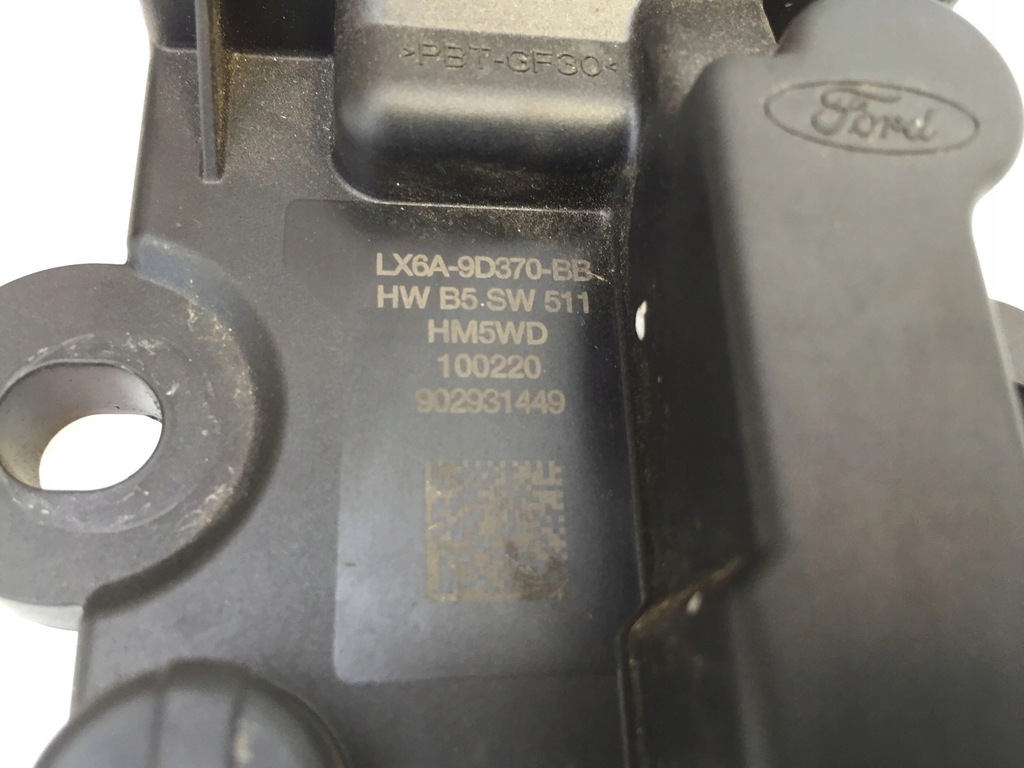 >PBT-GF30<
Ford
LX6A-9D370-BB
HW B5 SW 511
HM5WD
100220
902931449